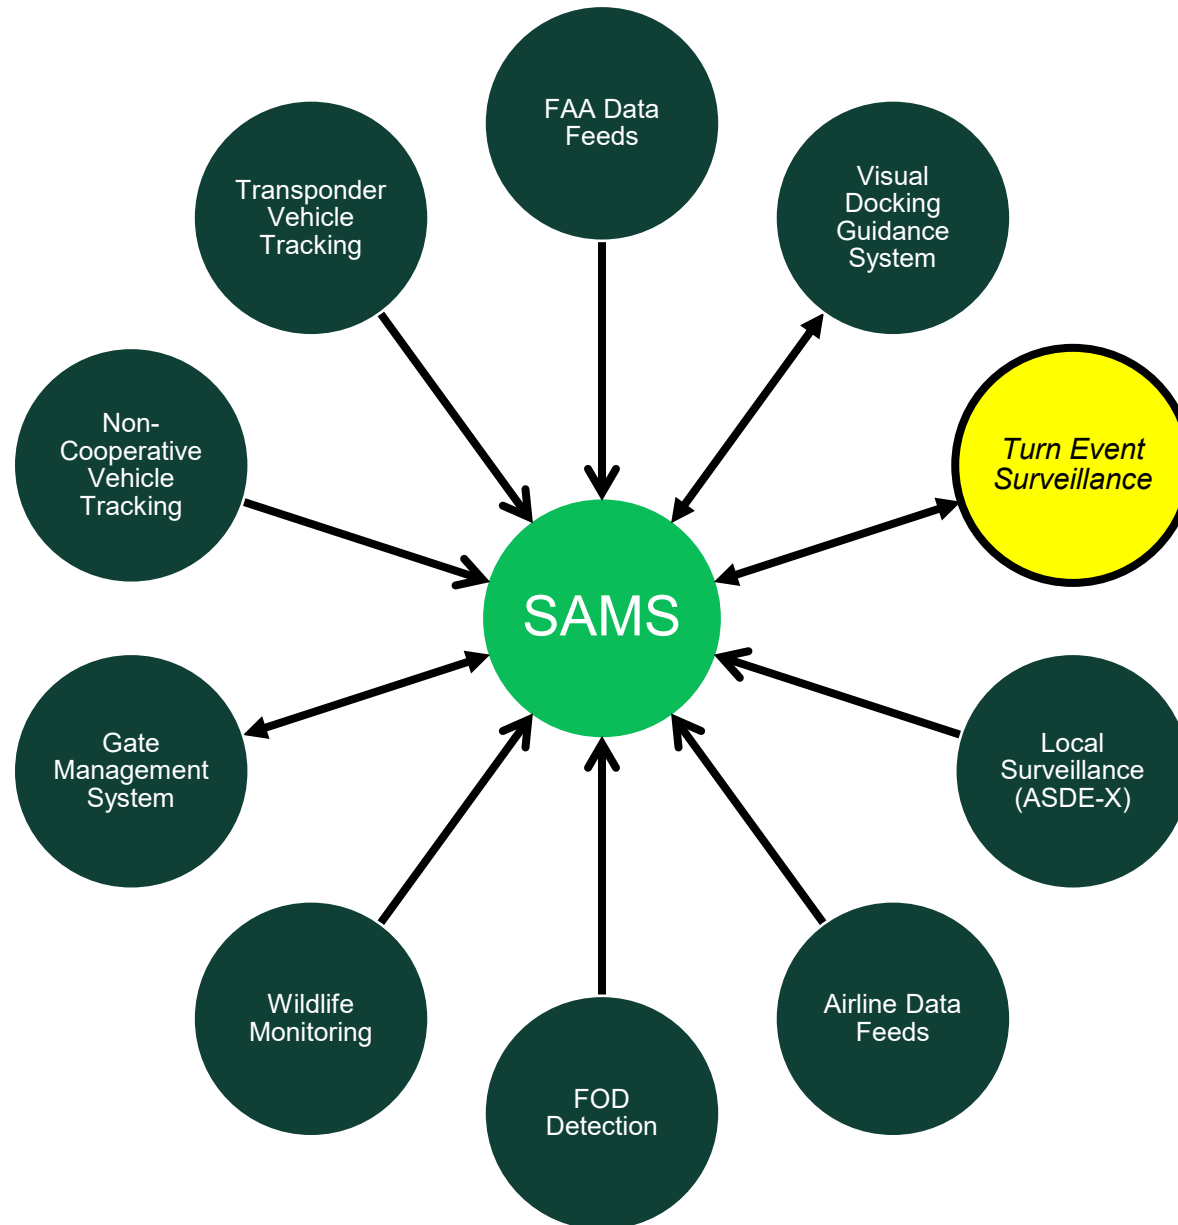 FAA Data
Feeds
Visual
Docking
Guidance
System
Turn Event
Surveillance
Local
Surveillance
(ASDE-X)
Airline Data
Feeds
FOD
Detection
Wildlife
Monitoring
Gate
Management
System
Non-
Cooperative
Vehicle
Tracking
Transponder
Vehicle
Tracking
SAMS